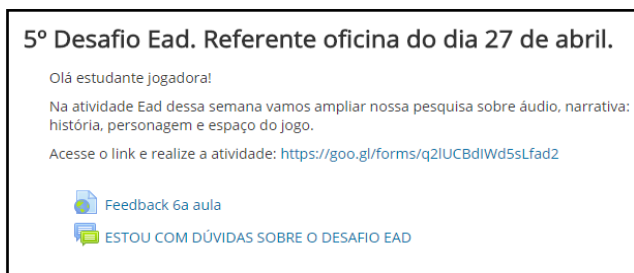 5º Desafio Ead. Referente oficina do dia 27 de abril.
Olá estudante jogadora!
Na atividade Ead dessa semana vamos ampliar nossa pesquisa sobre áudio, narrativa:
história, personagem e espaço do jogo.
Acesse o link e realize a atividade: https://goo.gl/forms/q2lUCBdIWd5sLfad2
Feedback 6a aula
ESTOU COM DÚVIDAS SOBRE O DESAFIO EAD